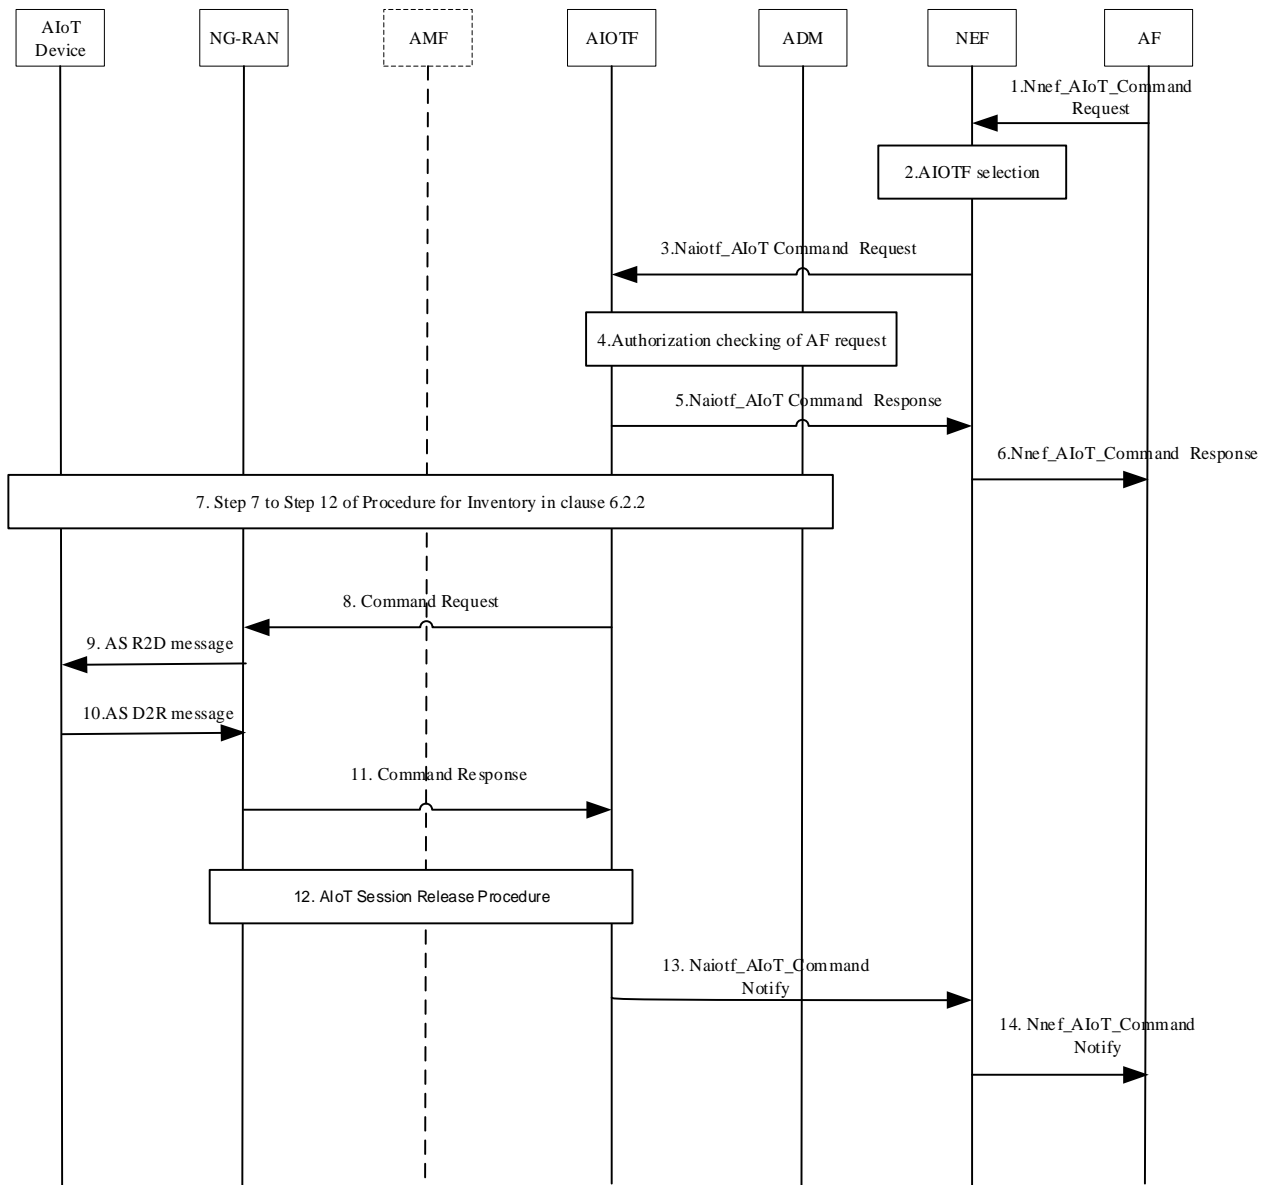 AIoT
Device
NG-RAN
AMF
AIOTF
ADM
NEF
AF
1.Nnef_AIoT_Command
Request
2.AIOTF selection
3.Naiotf_AIoT Command Request
4.Authorization checking of AF request
5.Naiotf_AIoT Command Response
6.Nnef_AIoT_Command Response
7. Step 7 to Step 12 of Procedure for Inventory in clause 6.2.2
8. Command Request
9. AS R2D message
10.AS D2R message
11. Command Response
12. AIoT Session Release Procedure
13. Naiotf_AIoT_Command
Notify
14. Nnef_AIoT_Command
Notify